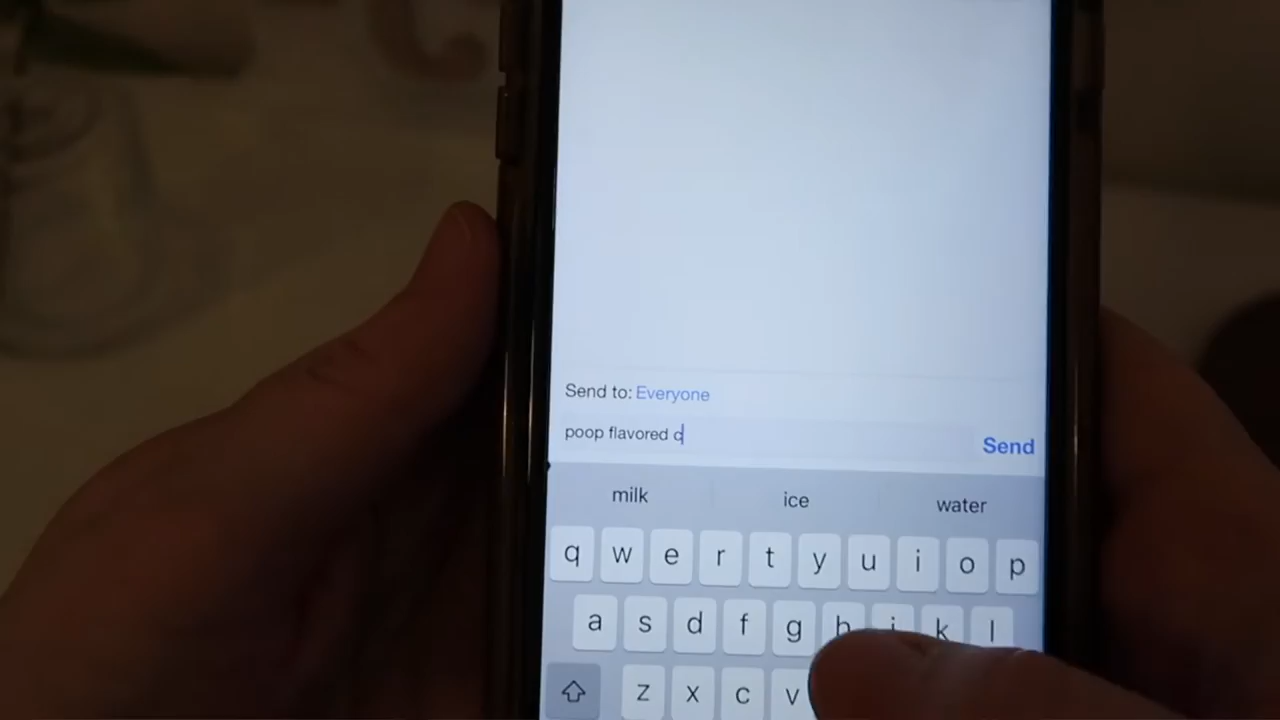 Send to: Everyone
poop flavored c
Send
milk ice water
q w e r t y u i o p
a s d f g h j k l
z x c v